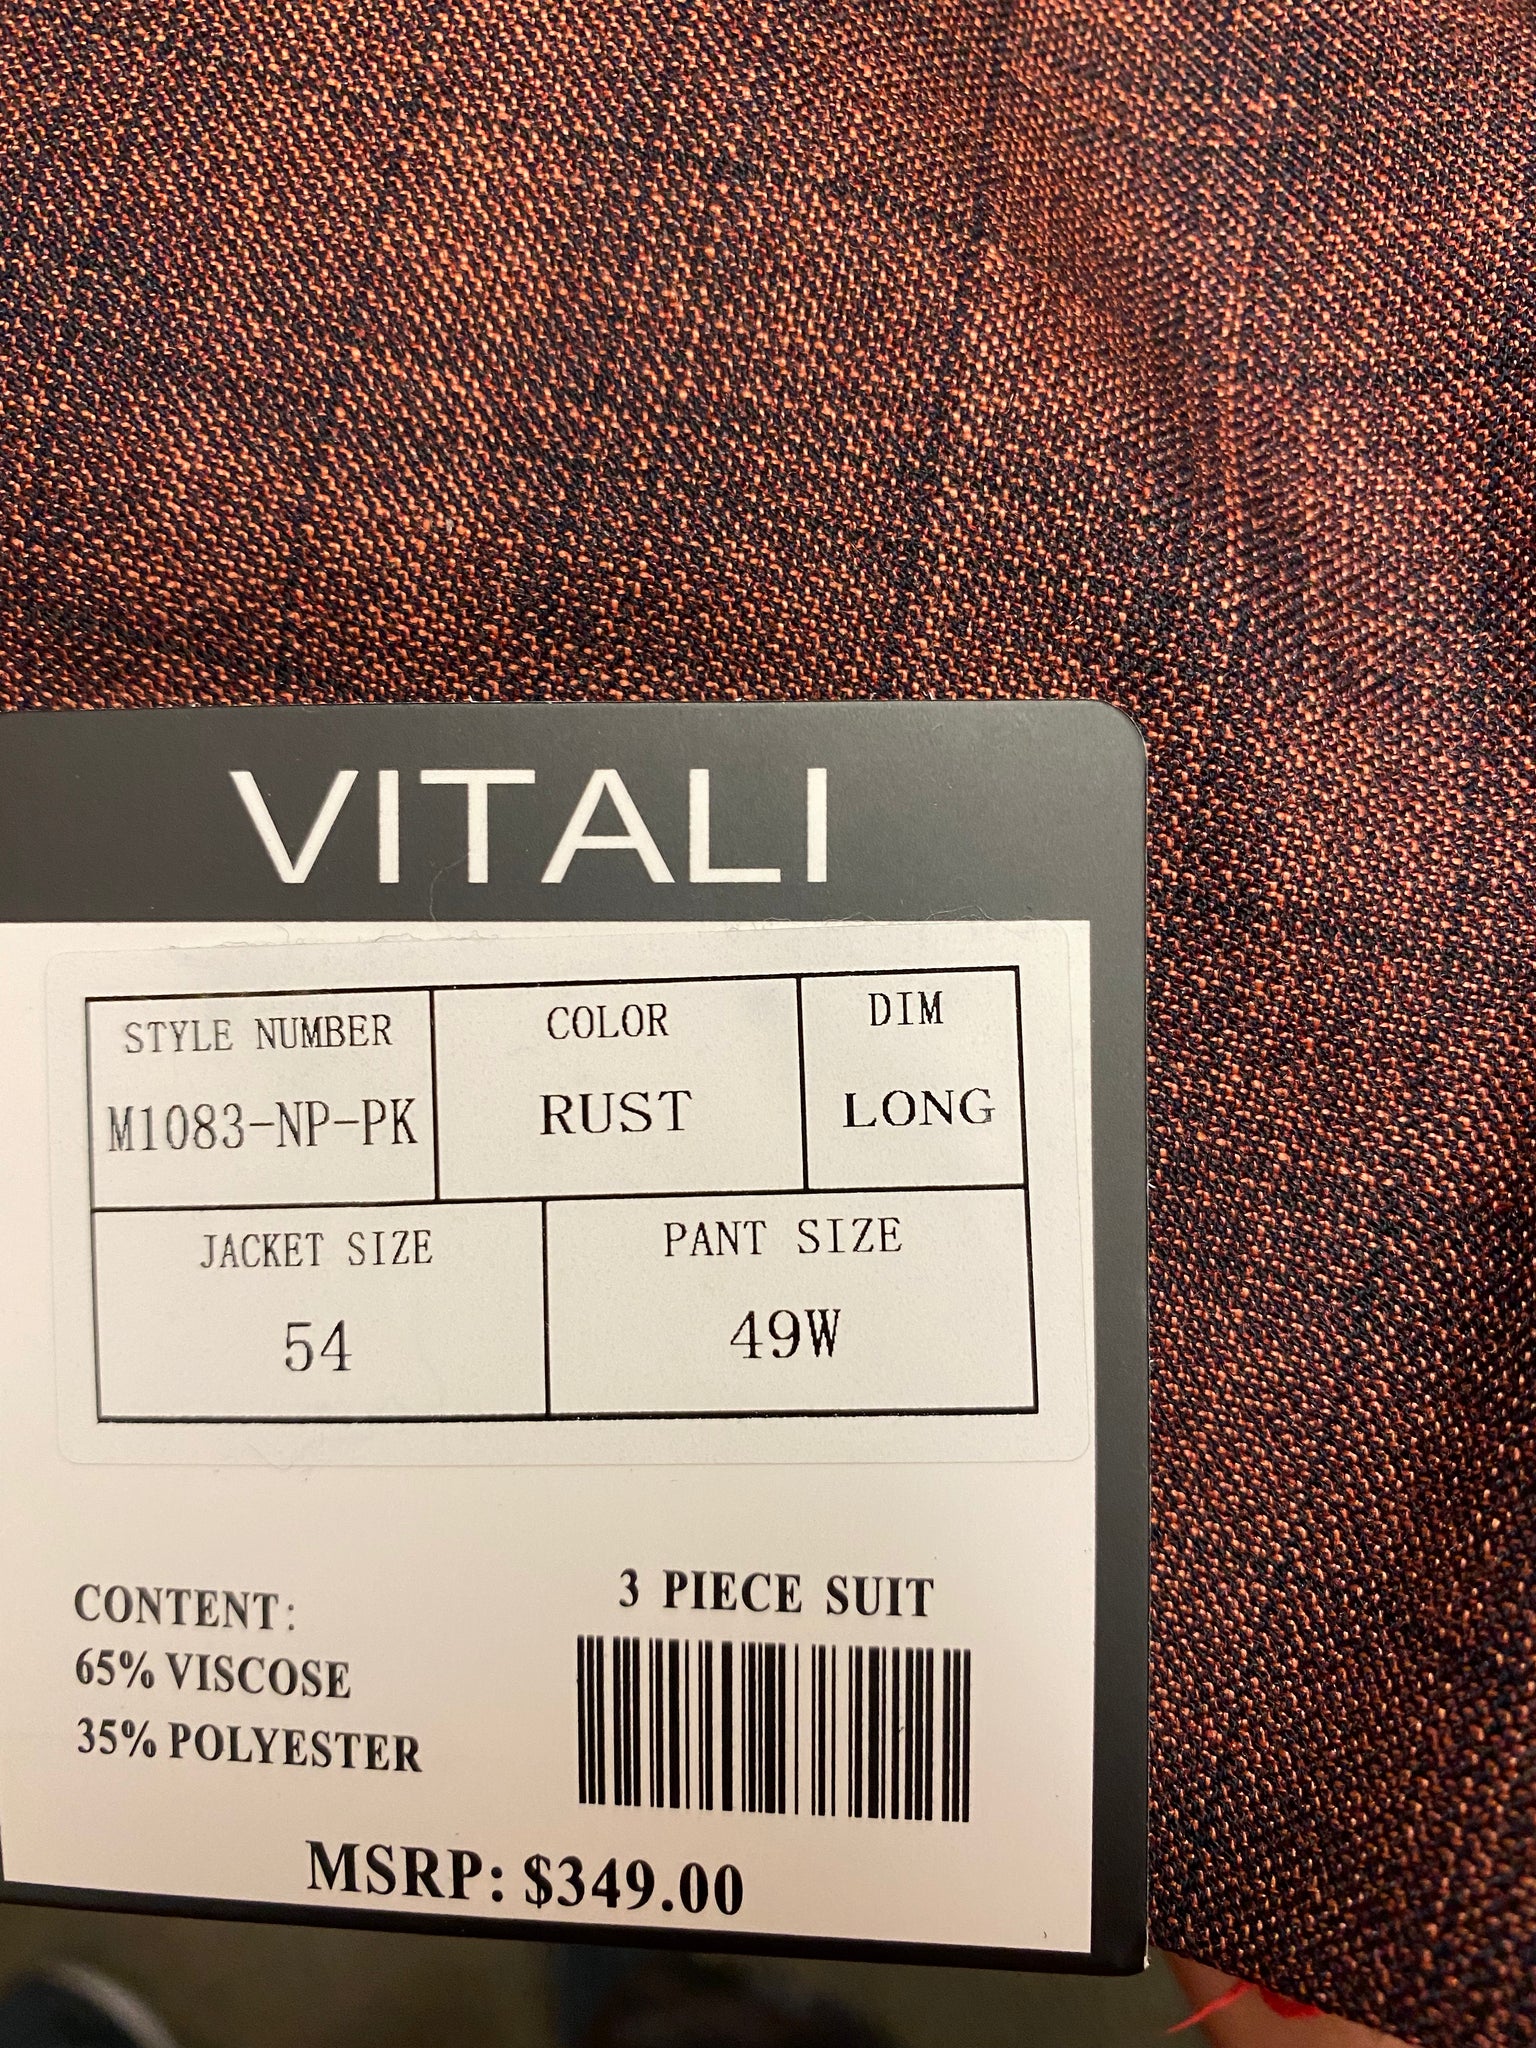 VITALI
STYLE NUMBER
M1083-NP-PK
COLOR
RUST
DIM
LONG
JACKET SIZE
54
PANT SIZE
49W
CONTENT:
65% VISCOSE
35% POLYESTER
3 PIECE SUIT
MSRP: $349.00